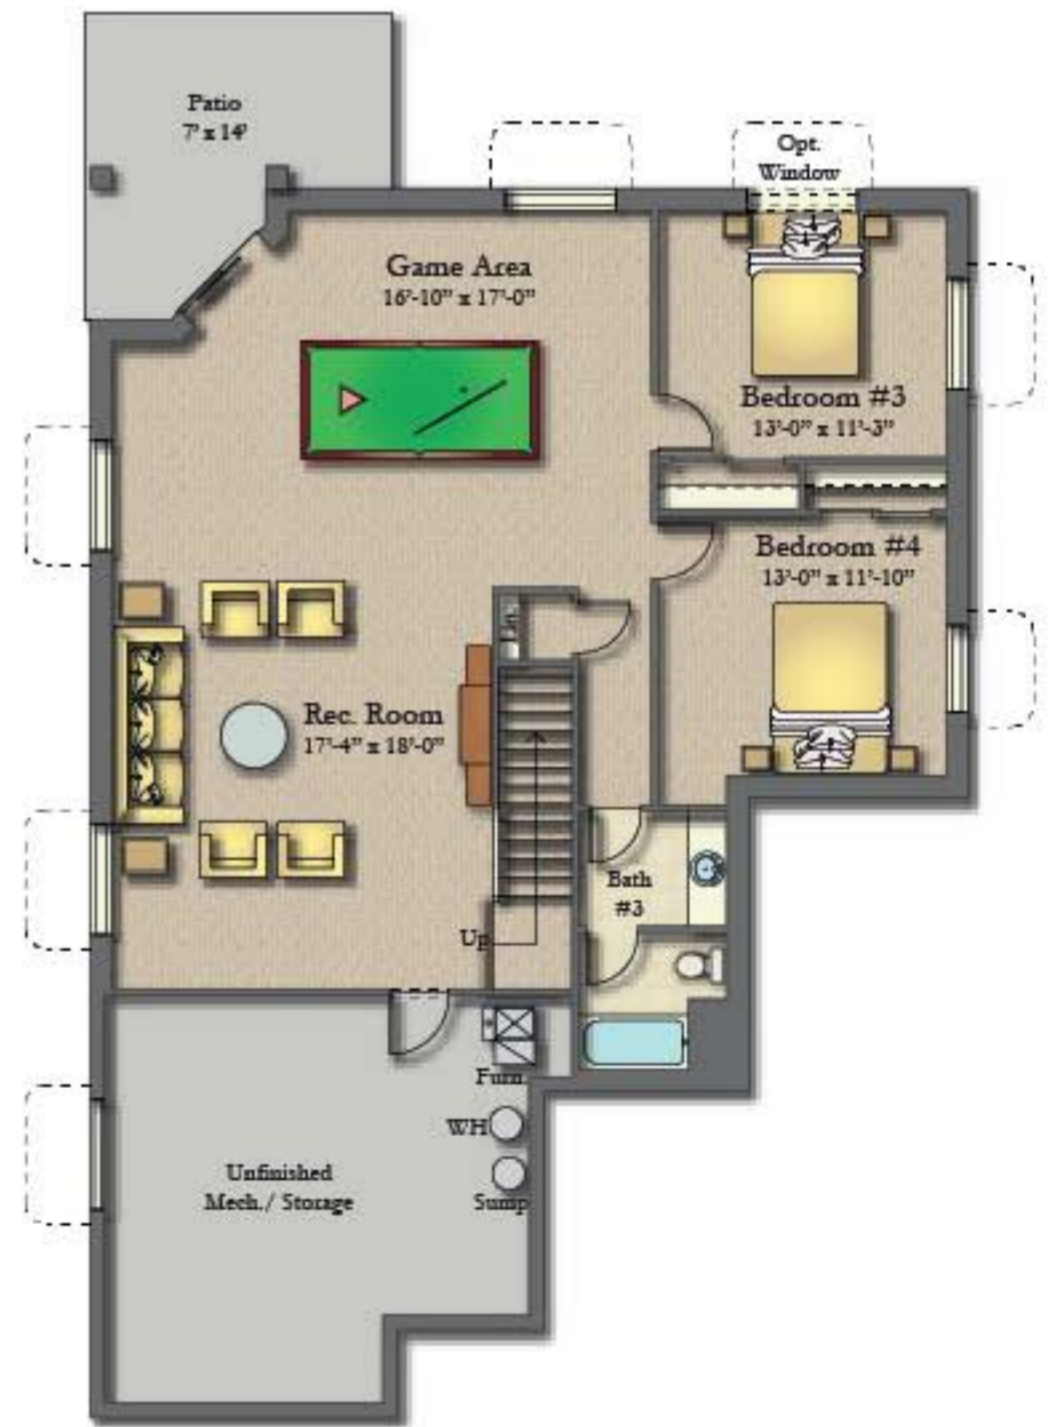 Patio
7' x 14'
Opt.
Window
Game Area
16'-10" x 17'-0"
Bedroom #3
13'-0" x 11'-3"
Bedroom #4
13'-0" x 11'-10"
Lin.
Rec. Room
17'-4" x 18'-0"
Bath
#3
Up
Furn.
WH
Unfinished
Mech./ Storage
Sump